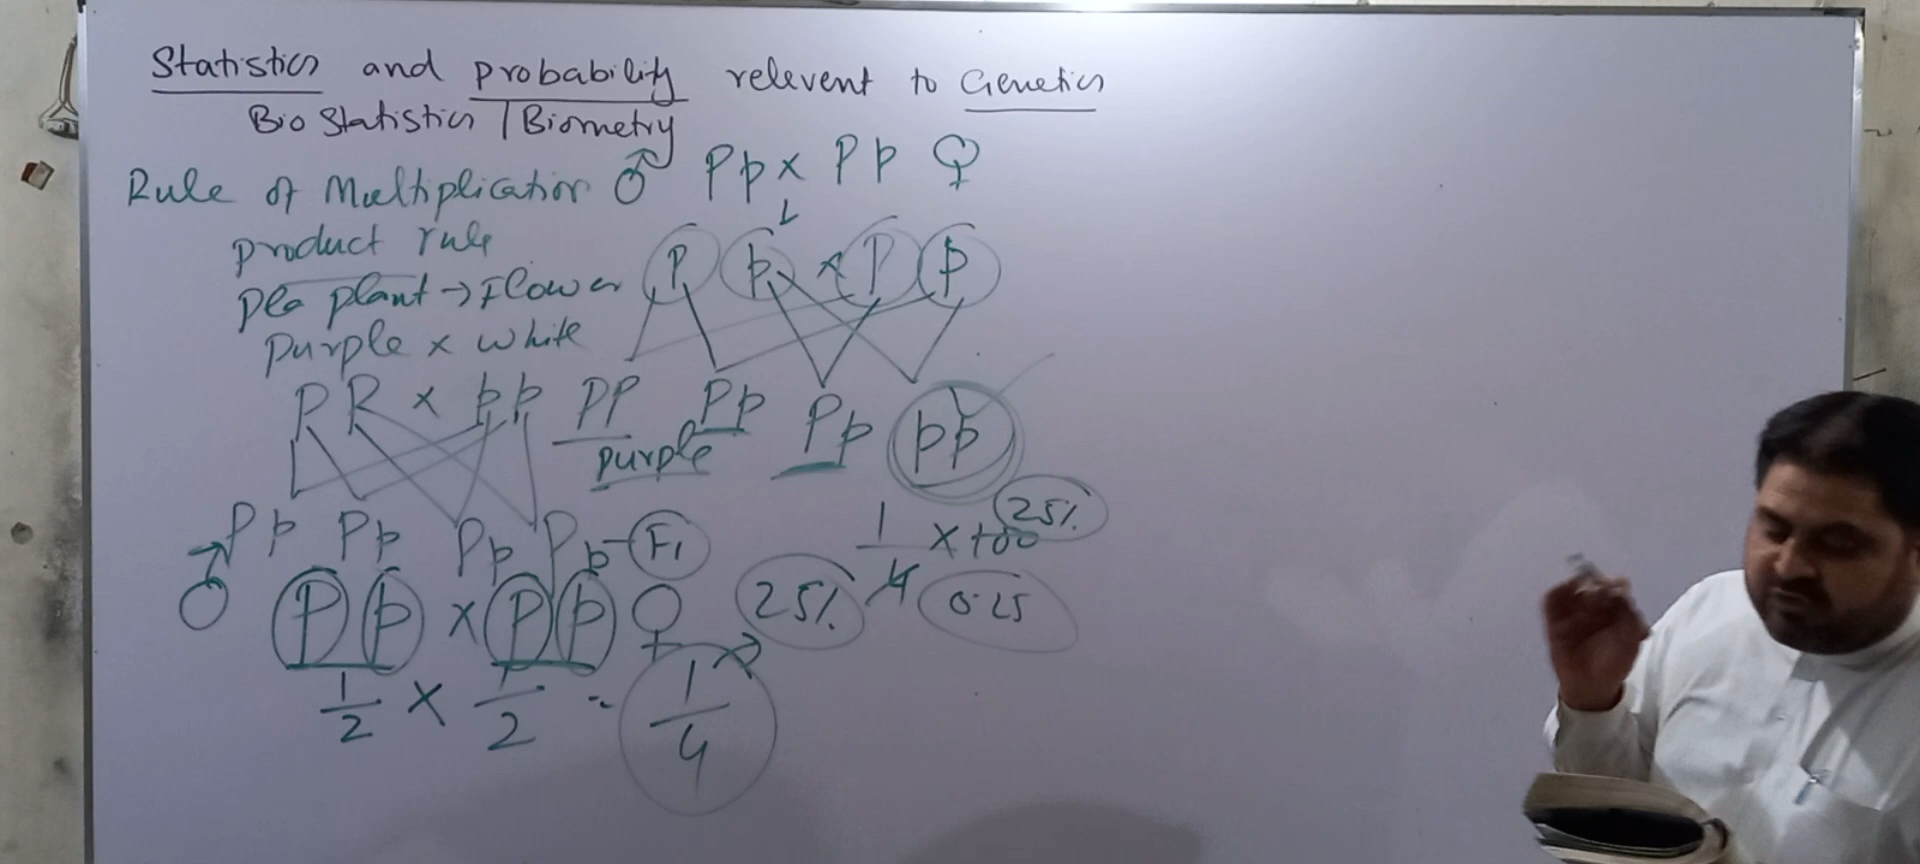 Statistics and probability relevent to Genetics
Bio Statistics / Biometry
Rule of Multiplication ♂ Pp x Pp ♀
product rule
P p x P p
pea plant → Flower
purple x white
PP x pp
PP Pp Pp pp
purple
Pp Pp Pp Pp - F1
1/4 x 100 25%
♂ Pp x Pp ♀
25% 0.25
1/2 x 1/2 = 1/4